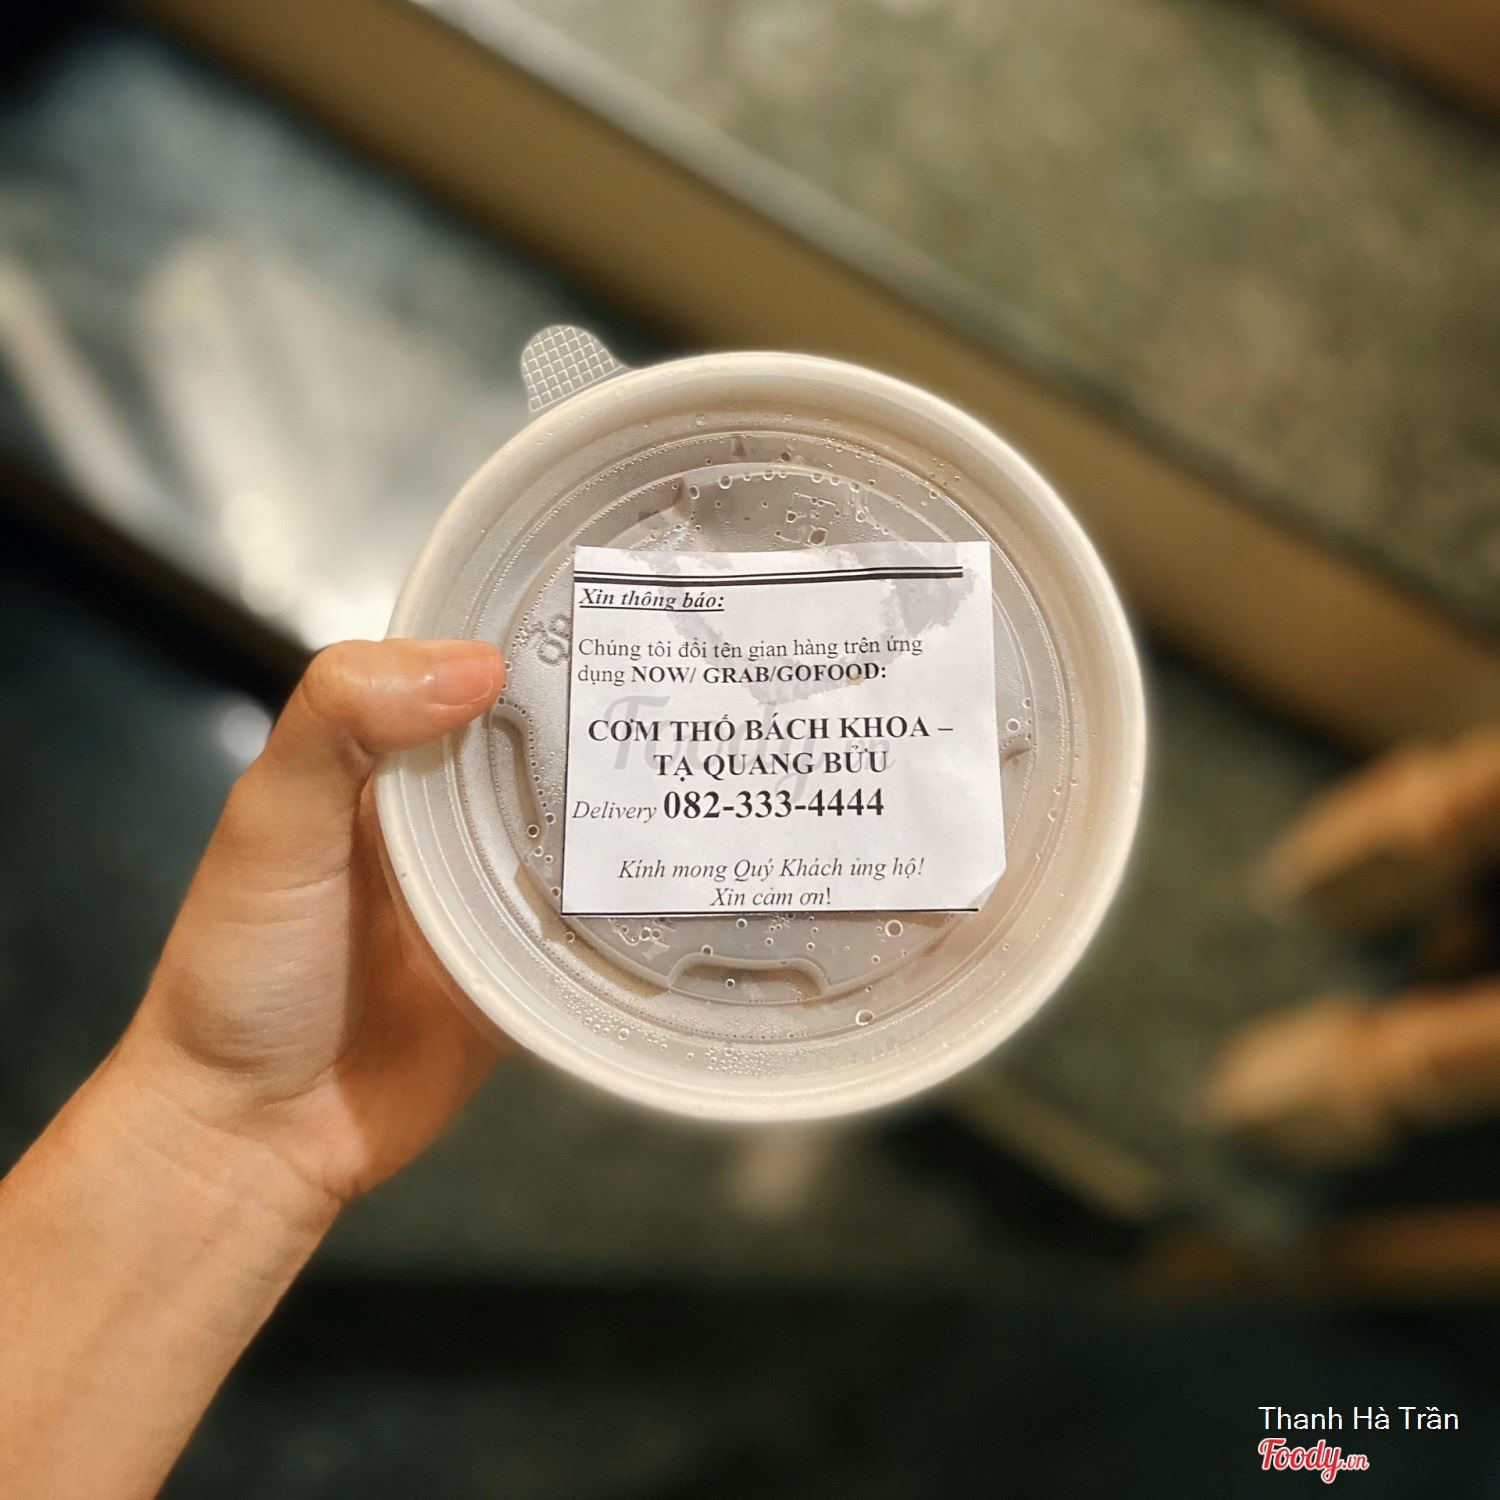 Xin thông báo:
Chúng tôi đổi tên gian hàng trên ứng
dụng NOW/ GRAB/GOFOOD:
CƠM THỐ BÁCH KHOA –
TẠ QUANG BỬU
Delivery 082-333-4444
Kính mong Quý Khách ủng hộ!
Xin cảm ơn!
Foody.vn
Thanh Hà Trần
Foody.vn